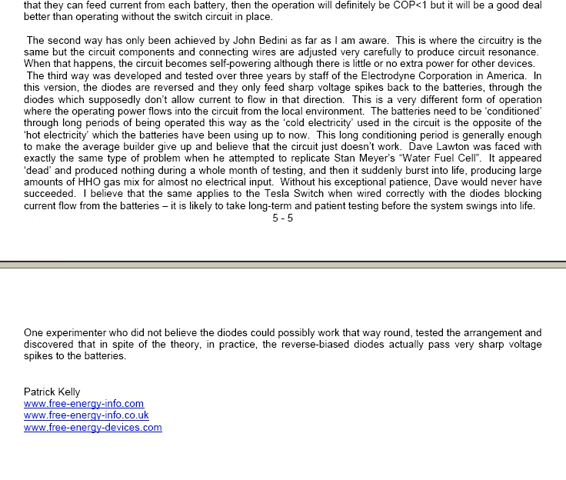 that they can feed current from each battery, then the operation will definitely be COP<1 but it will be a good deal
better than operating without the switch circuit in place.
The second way has only been achieved by John Bedini as far as I am aware. This is where the circuitry is the
same but the circuit components and connecting wires are adjusted very carefully to produce circuit resonance.
When that happens, the circuit becomes self-powering although there is little or no extra power for other devices.
The third way was developed and tested over three years by staff of the Electrodyne Corporation in America. In
this version, the diodes are reversed and they only feed sharp voltage spikes back to the batteries, through the
diodes which supposedly don't allow current to flow in that direction. This is a very different form of operation
where the operating power flows into the circuit from the local environment. The batteries need to be 'conditioned'
through long periods of being operated this way as the 'cold electricity' used in the circuit is the opposite of the
'hot electricity' which the batteries have been using up to now. This long conditioning period is generally enough
to make the average builder give up and believe that the circuit just doesn't work. Dave Lawton was faced with
exactly the same type of problem when he attempted to replicate Stan Meyer's "Water Fuel Cell". It appeared
'dead' and produced nothing during a whole month of testing, and then it suddenly burst into life, producing large
amounts of HHO gas mix for almost no electrical input. Without his exceptional patience, Dave would never have
succeeded. I believe that the same applies to the Tesla Switch when wired correctly with the diodes blocking
current flow from the batteries – it is likely to take long-term and patient testing before the system swings into life.
5 - 5
One experimenter who did not believe the diodes could possibly work that way round, tested the arrangement and
discovered that in spite of the theory, in practice, the reverse-biased diodes actually pass very sharp voltage
spikes to the batteries.
Patrick Kelly
www.free-energy-info.com
www.free-energy-info.co.uk
www.free-energy-devices.com